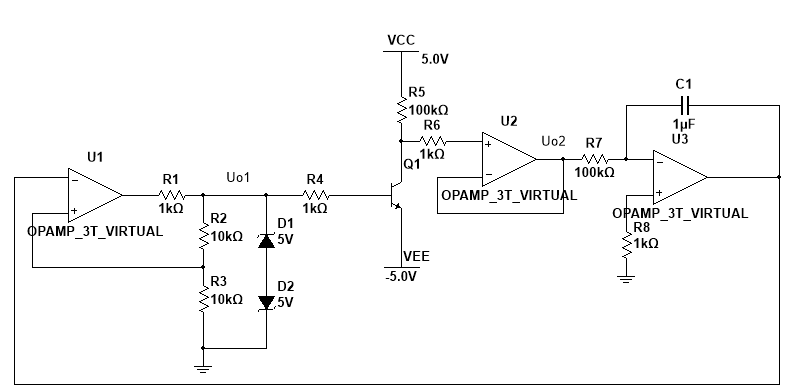 VCC
5.0V
R5
100kΩ
C1
1µF
R6
1kΩ
U2
+
−
OPAMP_3T_VIRTUAL
Uo2
R7
100kΩ
U3
−
+
OPAMP_3T_VIRTUAL
R8
1kΩ
Q1
VEE
-5.0V
U1
−
+
OPAMP_3T_VIRTUAL
R1
1kΩ
Uo1
R4
1kΩ
R2
10kΩ
D1
5V
R3
10kΩ
D2
5V